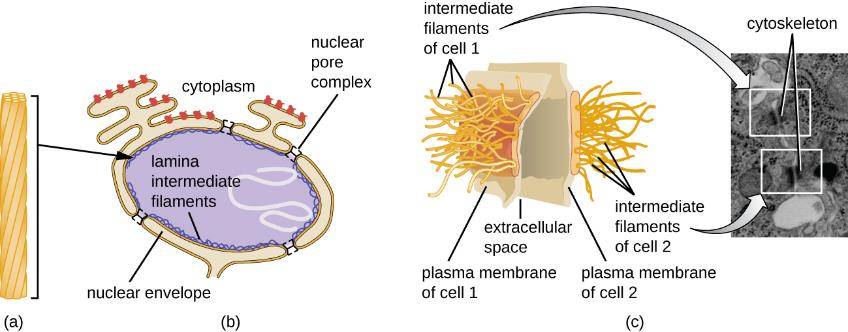 nuclear
pore
complex
cytoplasm
lamina
intermediate
filaments
nuclear envelope
(a)
(b)
intermediate
filaments
of cell 1
cytoskeleton
extracellular
space
intermediate
filaments
of cell 2
plasma membrane
of cell 1
plasma membrane
of cell 2
(c)